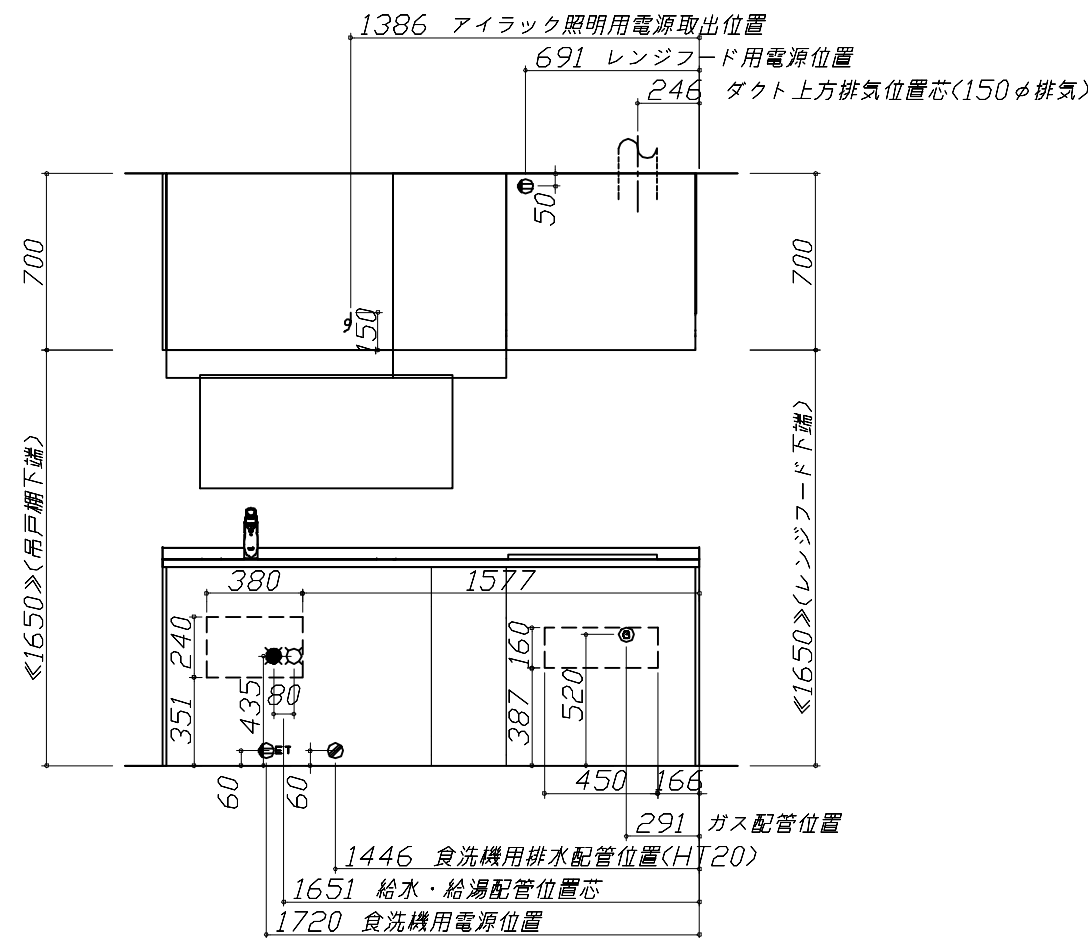 1386 アイラック照明用電源取出位置
691 レンジフード用電源位置
246 ダクト上方排気位置芯(150φ排気)
50
700
700
150
≪1650≫(吊戸棚下端)
≪1650≫(レンジフード下端)
380
1577
240
160
351
435
80
387
520
ET
60
60
450
166
291 ガス配管位置
1446 食洗機用排水配管位置(HT20)
1651 給水・給湯配管位置芯
1720 食洗機用電源位置